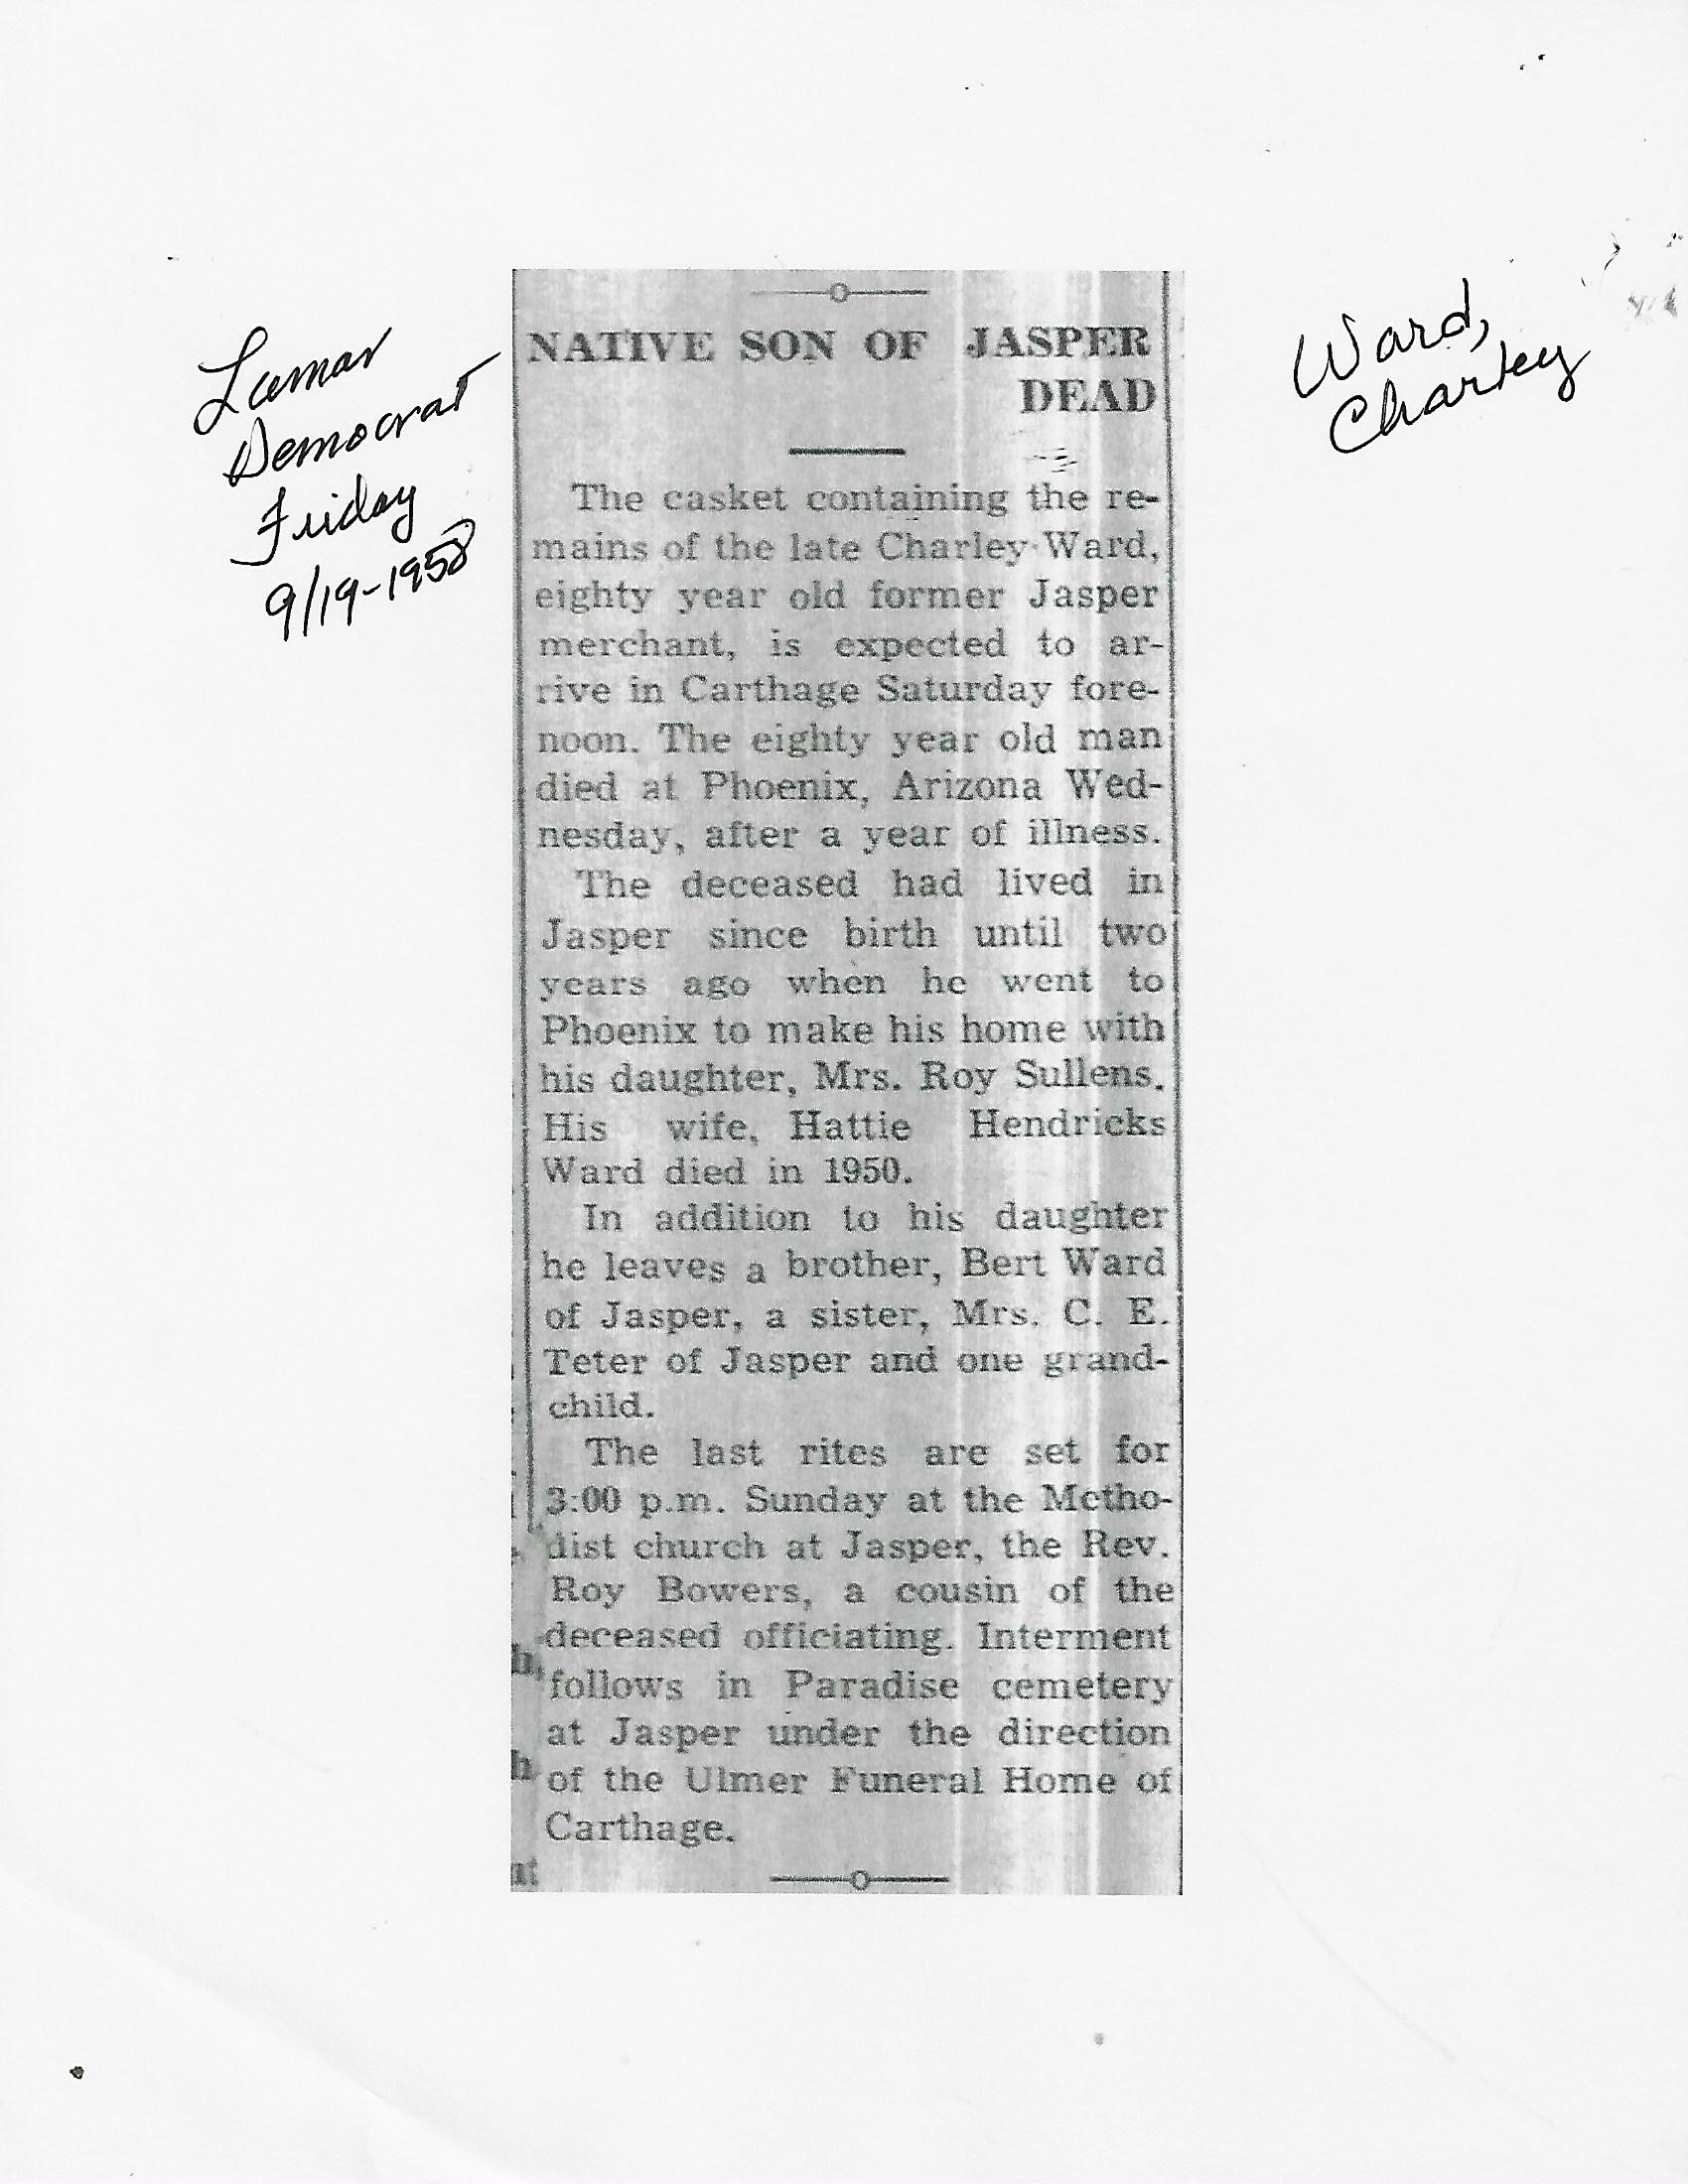 Lamar
Democrat
Friday
9/19-1958
Ward,
Charley
NATIVE SON OF JASPER
DEAD
The casket containing the re-
mains of the late Charley Ward,
eighty year old former Jasper
merchant, is expected to ar-
rive in Carthage Saturday fore-
noon. The eighty year old man
died at Phoenix, Arizona Wed-
nesday, after a year of illness.
The deceased had lived in
Jasper since birth until two
years ago when he went to
Phoenix to make his home with
his daughter, Mrs. Roy Sullens.
His wife, Hattie Hendricks
Ward died in 1950.
In addition to his daughter
he leaves a brother, Bert Ward
of Jasper, a sister, Mrs. C. E.
Teter of Jasper and one grand-
child.
The last rites are set for
3:00 p.m. Sunday at the Metho-
dist church at Jasper, the Rev.
Roy Bowers, a cousin of the
deceased officiating. Interment
follows in Paradise cemetery
at Jasper under the direction
of the Ulmer Funeral Home of
Carthage.